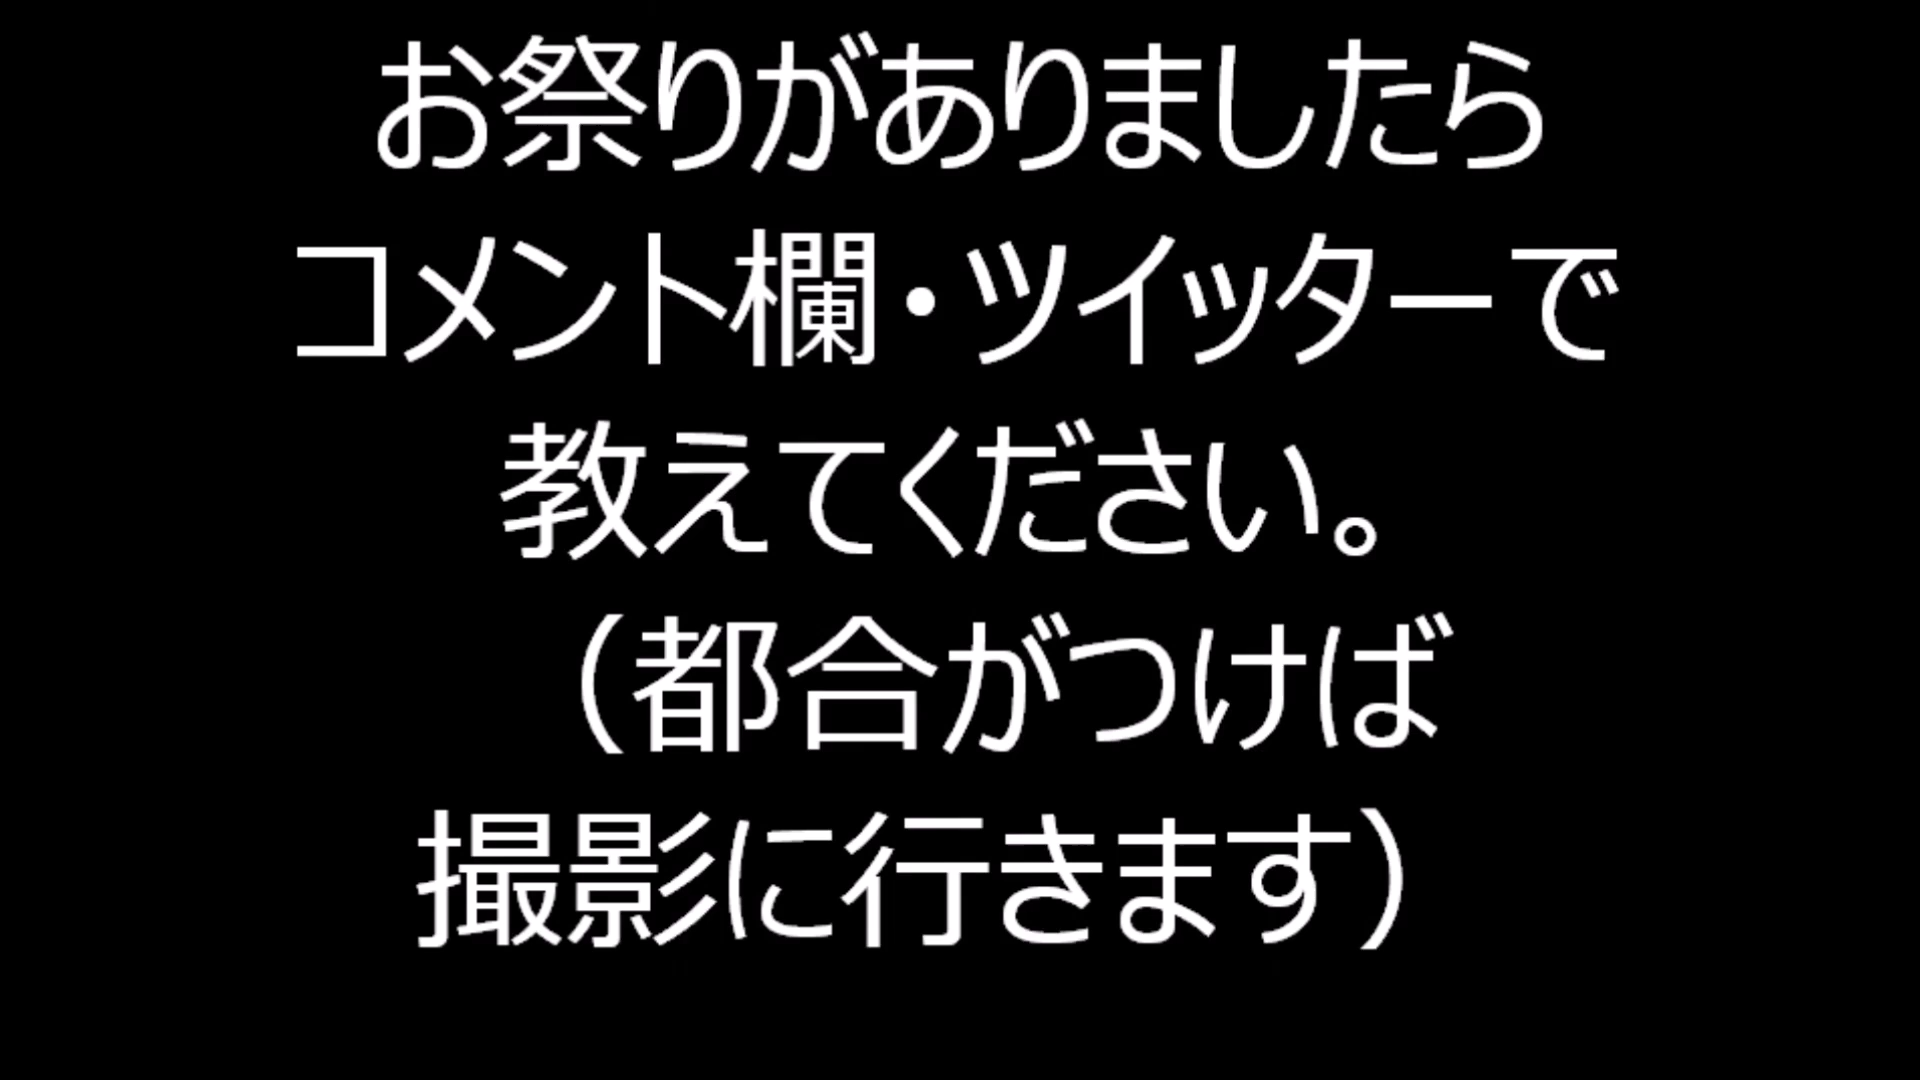 お祭りがありましたら
コメント欄・ツイッターで
教えてください。
（都合がつけば
撮影に行きます）